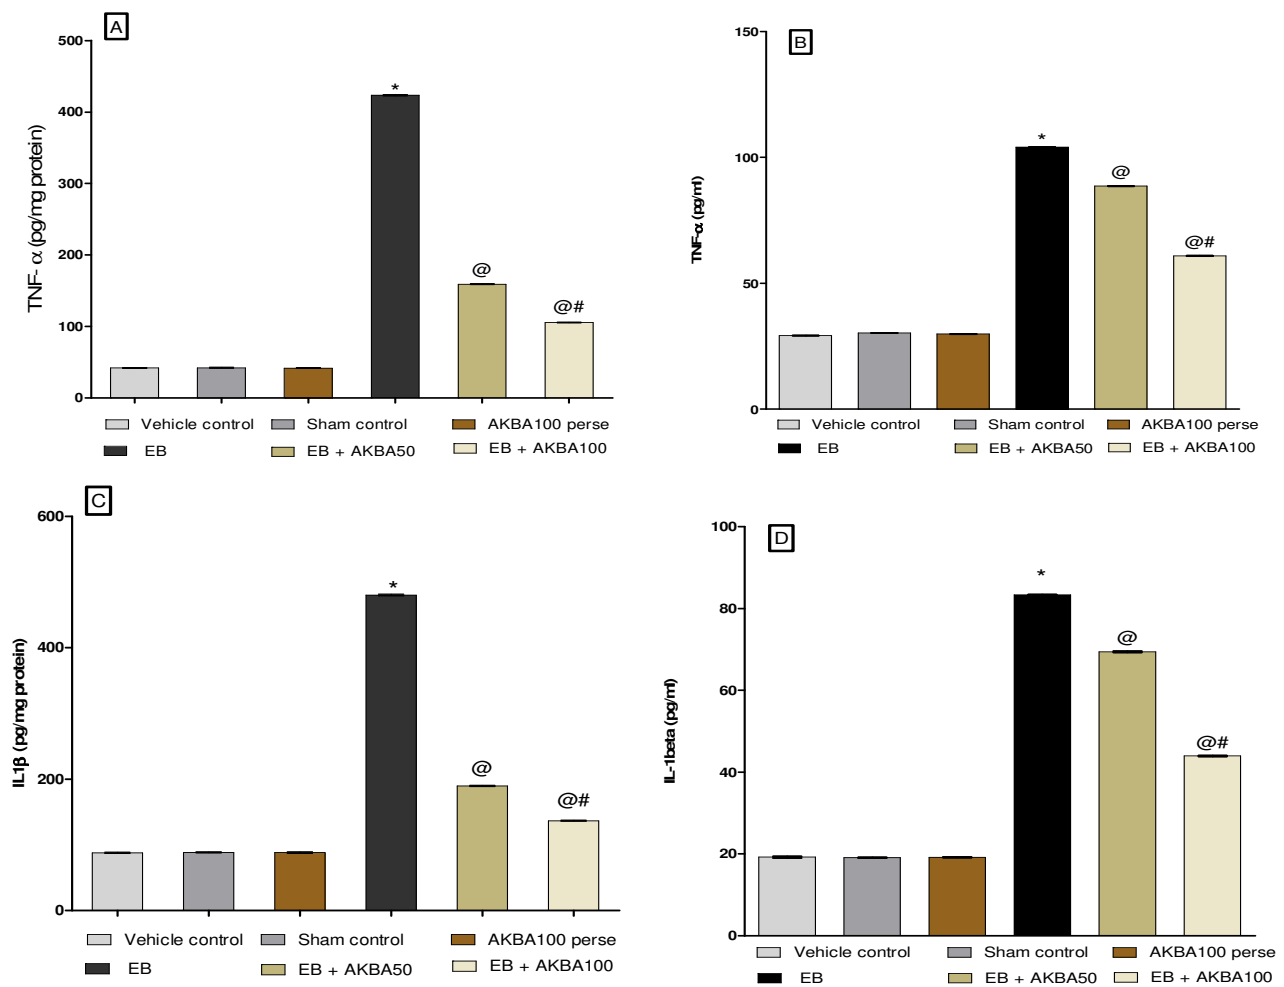 A
500
400
300
200
100
0
TNF- α (pg/mg protein)
*
@
@#
Vehicle control
Sham control
AKBA100 perse
EB
EB + AKBA50
EB + AKBA100
B
150
100
50
0
TNF-α (pg/ml)
*
@
@#
Vehicle control
Sham control
AKBA100 perse
EB
EB + AKBA50
EB + AKBA100
C
600
400
200
0
IL1β (pg/mg protein)
*
@
@#
Vehicle control
Sham control
AKBA100 perse
EB
EB + AKBA50
EB + AKBA100
D
100
80
60
40
20
0
IL-1beta (pg/ml)
*
@
@#
Vehicle control
Sham control
AKBA100 perse
EB
EB + AKBA50
EB + AKBA100